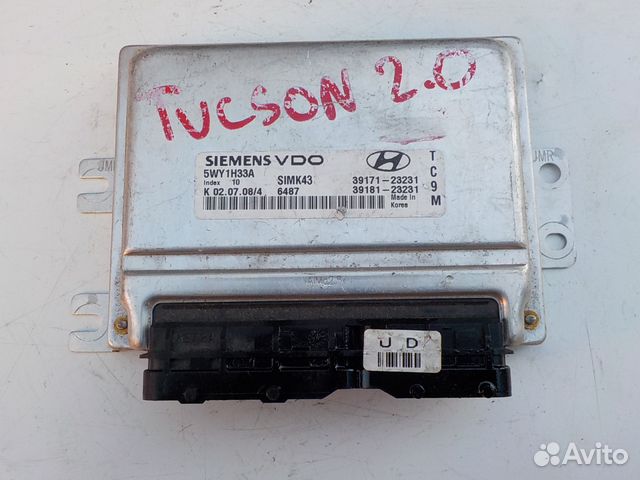 TUCSON 2.0
SIEMENS VDO
HYUNDAI
5WY1H33A
Index 10 SIMK43 39171-23231
K 02.07.08/4 6487 39181-23231
Made in
Korea
TC9M
JMR
U D
Avito